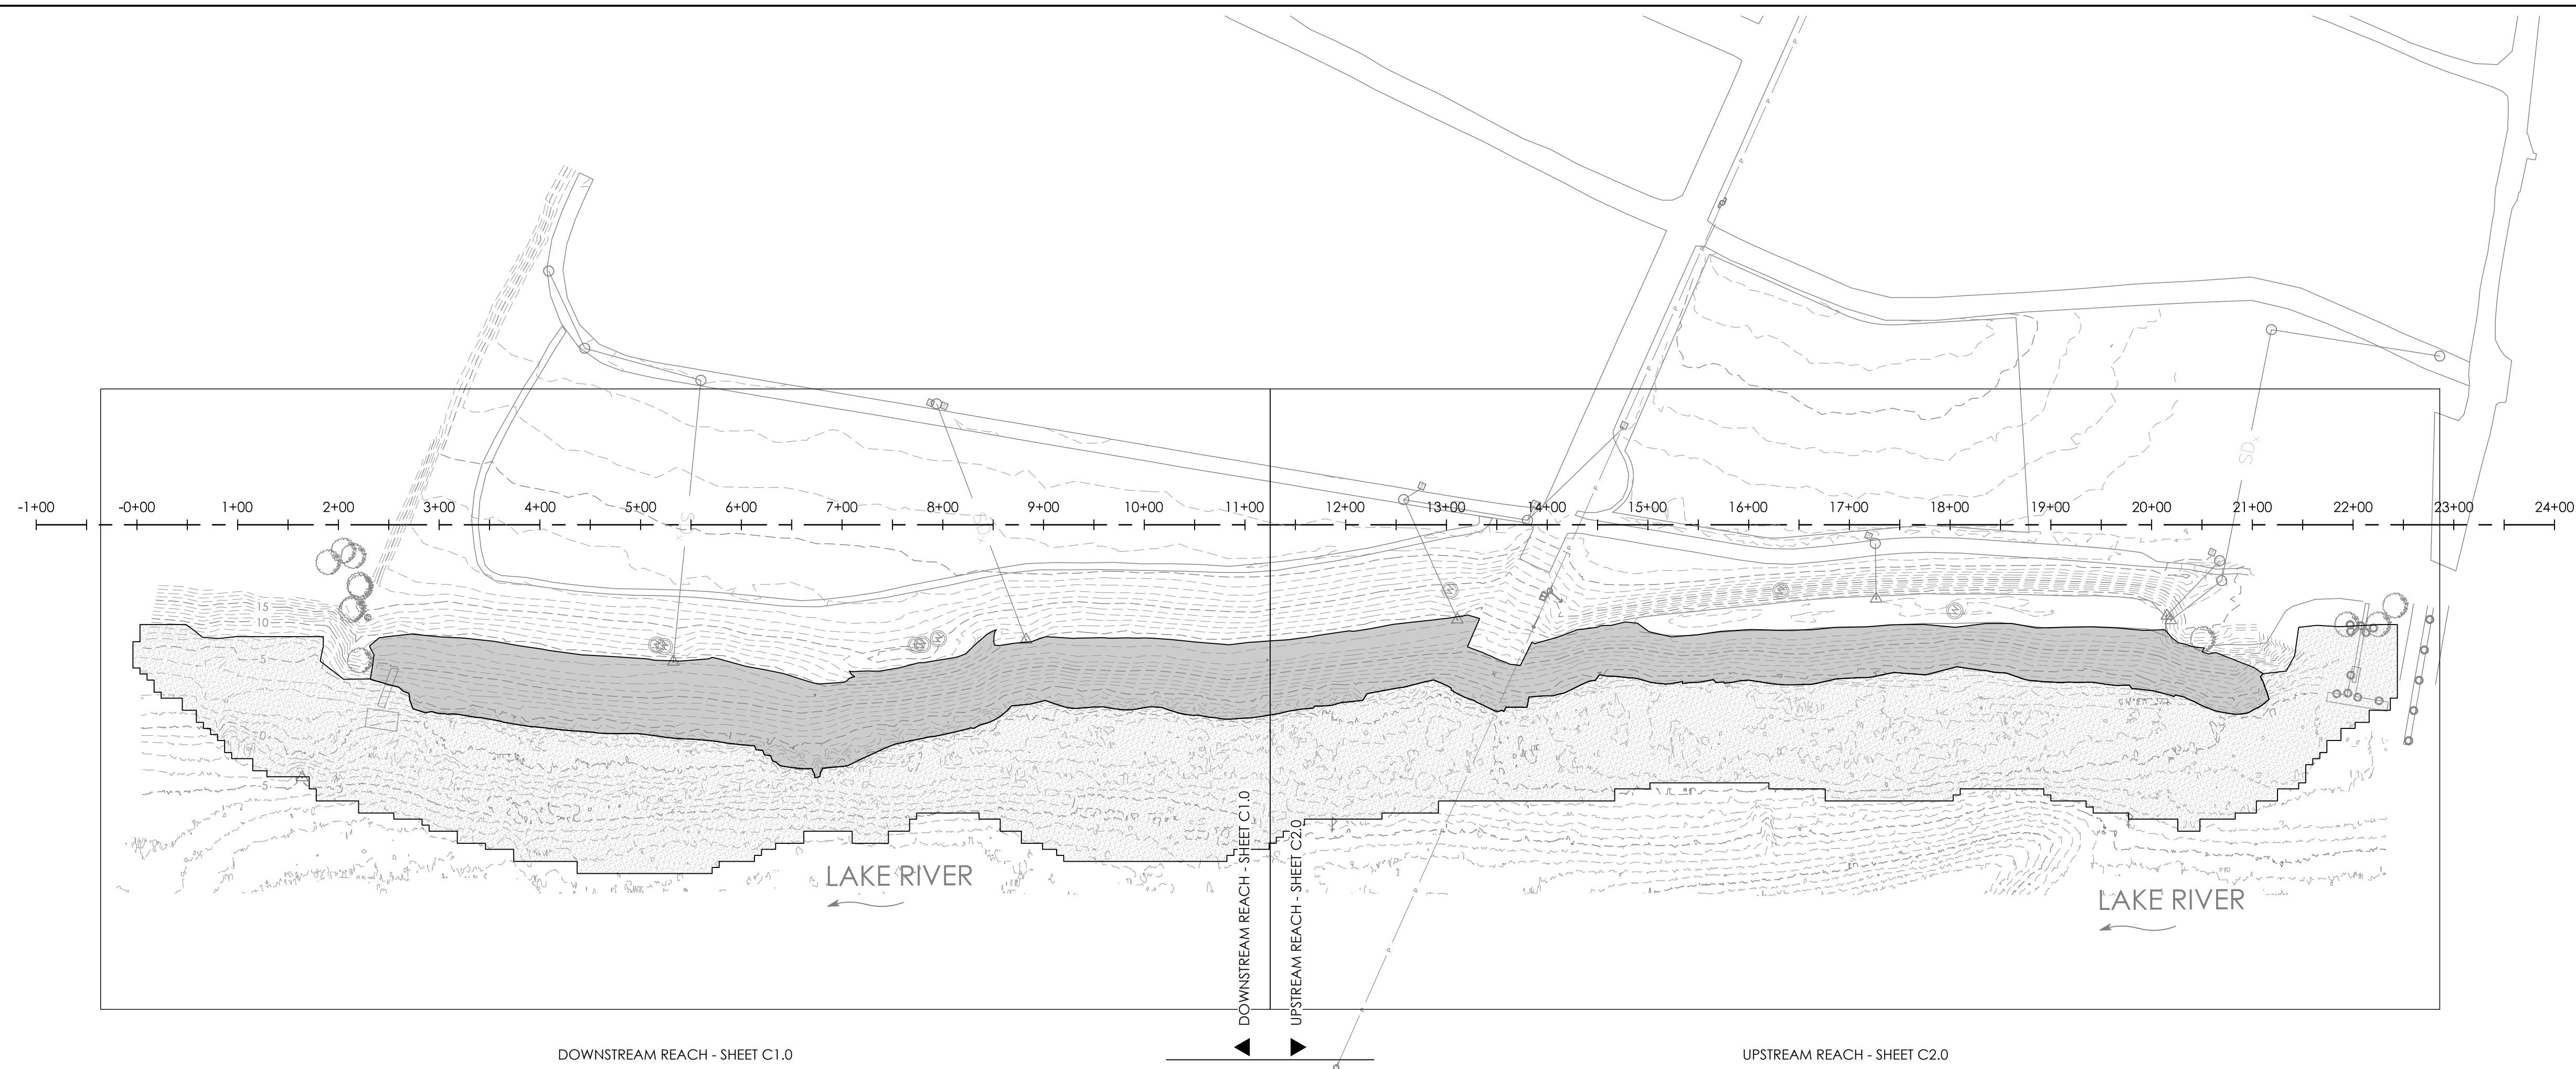 -1+00 -0+00 1+00 2+00 3+00 4+00 5+00 6+00 7+00 8+00 9+00 10+00 11+00 12+00 13+00 14+00 15+00 16+00 17+00 18+00 19+00 20+00 21+00 22+00 23+00 24+00
SD
15
10
5
0
-5
LAKE RIVER
LAKE RIVER
DOWNSTREAM REACH - SHEET C1.0
UPSTREAM REACH - SHEET C2.0
DOWNSTREAM REACH - SHEET C1.0
UPSTREAM REACH - SHEET C2.0